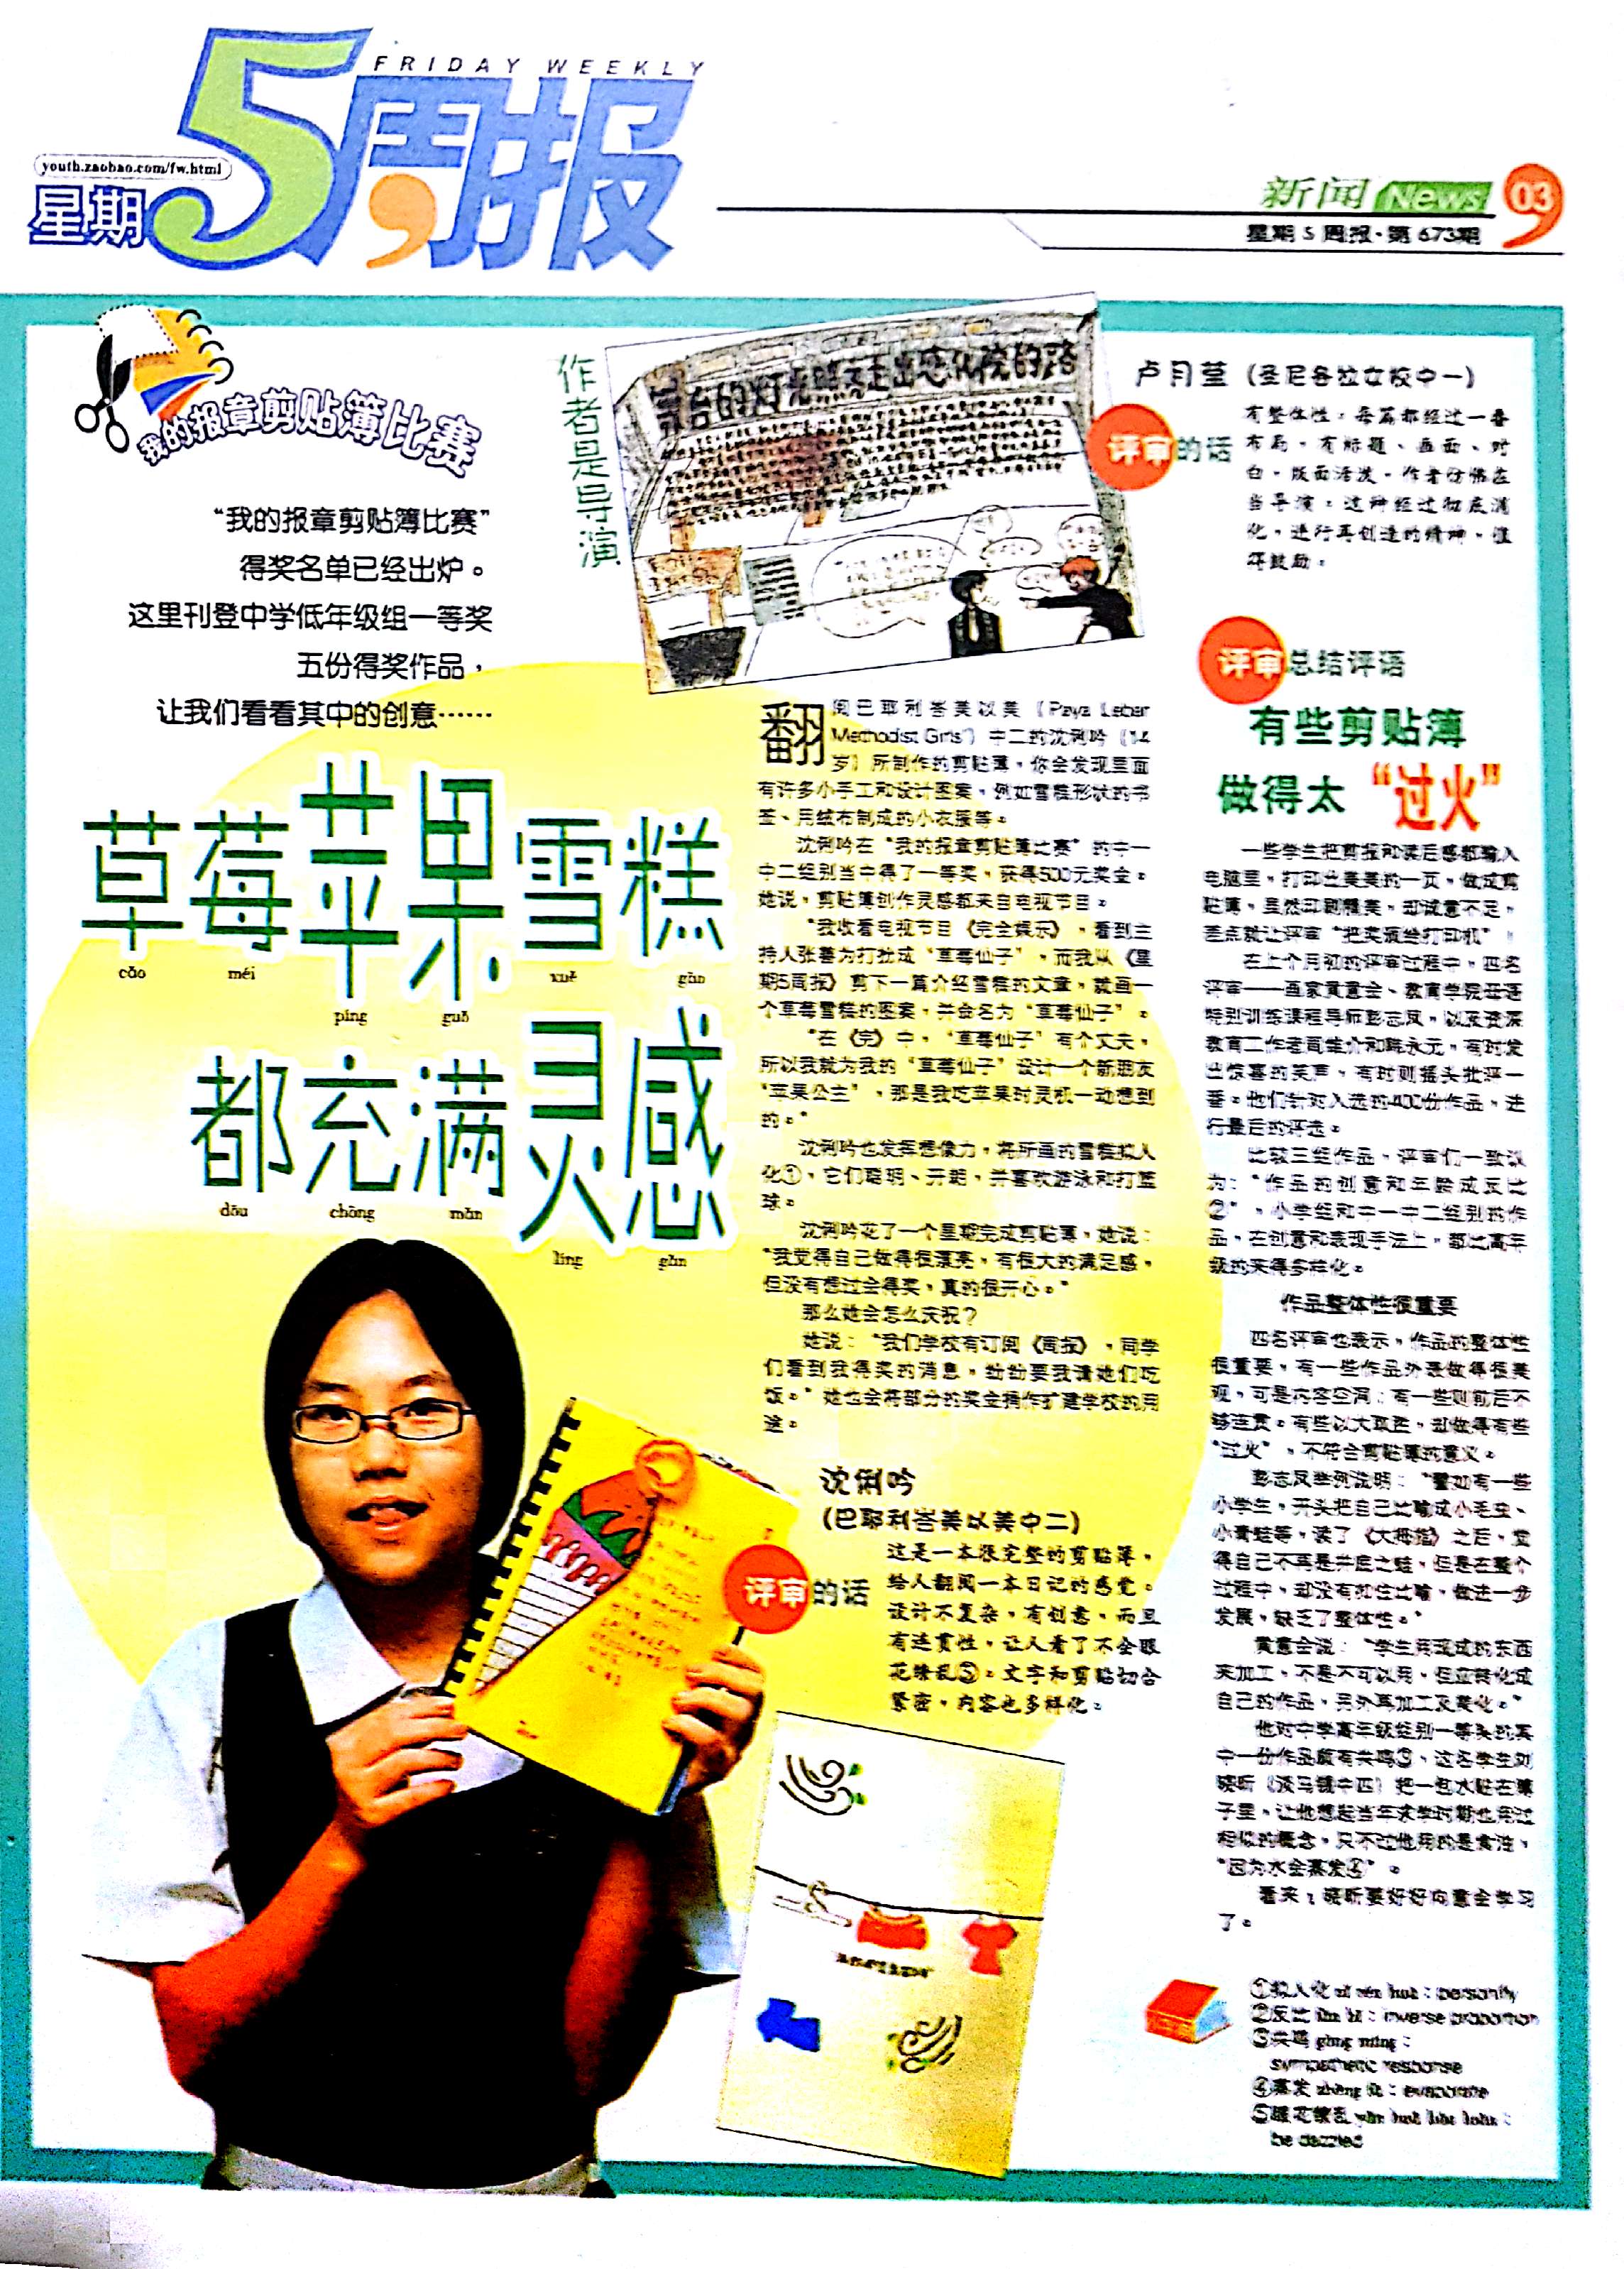 FRIDAY WEEKLY
星期5周报
youth.zaobao.com/fw.html
新闻 News 03
星期 5 周报·第 673期
我的报章剪贴簿比赛
“我的报章剪贴簿比赛”
得奖名单已经出炉。
这里刊登中学低年级组一等奖
五份得奖作品，
让我们看看其中的创意……
草莓苹果雪糕
cǎo méi píng guǒ xuě gāo
都充满灵感
dōu chōng mǎn líng gǎn
作者是导演
舞台的灯光照亮走出感化院的路
卢月莹（圣尼各拉女校中一）
评审的话
有整体性，每篇都经过一番
布局，有标题、画面、对
白，版面活泼，作者仿佛在
当导演；这种经过彻底消
化，进行再创造的精神，值
得鼓励。
翻阅巴耶利峇美以美（Paya Lebar
Methodist Girls'）中二的沈俐吟（14
岁）所制作的剪贴薄，你会发现里面
有许多小手工和设计图案，例如雪糕形状的书
签、用绒布制成的小衣服等。
沈俐吟在“我的报章剪贴簿比赛”的中一
中二组别当中得了一等奖，获得500元奖金。
她说，剪贴簿创作灵感都来自电视节目。
“我收看电视节目《完全娱乐》，看到主
持人张善为打扮成‘草莓仙子’，而我从《星
期5周报》剪下一篇介绍雪糕的文章，就画一
个草莓雪糕的图案，并命名为‘草莓仙子’。
“在《完》中，‘草莓仙子’有个丈夫，
所以我就为我的‘草莓仙子’设计一个新朋友
‘苹果公主’，那是我吃苹果时灵机一动想到
的。”
沈俐吟也发挥想像力，将所画的雪糕拟人
化①，它们聪明、开朗，并喜欢游泳和打篮
球。
沈俐吟花了一个星期完成剪贴薄，她说：
“我觉得自己做得很漂亮，有很大的满足感，
但没有想过会得奖，真的很开心。”
那么她会怎么庆祝？
她说：“我们学校有订阅《周报》，同学
们看到我得奖的消息，纷纷要我请她们吃
饭。”她也会将部分的奖金捐作扩建学校的用
途。
沈俐吟
（巴耶利峇美以美中二）
评审的话
这是一本很完整的剪贴簿，
给人翻阅一本日记的感觉。
设计不复杂，有创意，而且
有连贯性，让人看了不会眼
花缭乱⑤。文字和剪贴切合
紧密，内容也多样化。
评审总结评语
有些剪贴簿
做得太“过火”
一些学生把剪报和读后感都输入
电脑里，打印出美美的一页，做成剪
贴薄，虽然印刷精美，却诚意不足，
差点就让评审“把奖颁给打印机”！
在上个月初的评审过程中，四名
评审——画家黄意会、教育学院母语
特别训练课程导师彭志凤，以及资深
教育工作者
和陈永元，有时发
出惊喜的笑声，有时则摇头批评一
番。他们针对入选的400份作品，进
行最后的评选。
比较三组作品，评审们一致认
为：“作品的创意和年龄成反比
②”，小学组和中一中二组别的作
品，在创意和表现手法上，都比高年
级的来得多样化。
作品整体性很重要
四名评审也表示，作品的整体性
很重要，有一些作品外表做得很美
观，可是内容空洞；有一些则前后不
够连贯。有些以大取胜，却做得有些
“过火”，不符合剪贴簿的意义。
彭志凤举例说明：“譬如有一些
小学生，开头把自己比喻成小毛虫、
小青蛙等，读了《大拇指》之后，觉
得自己不再是井底之蛙，但是在整个
过程中，却没有抓住比喻，做进一步
发展，缺乏了整体性。”
黄意会说：“学生用现成的东西
来加工，不是不可以用，但应转化成
自己的作品，另外再加工及美化。”
他对中学高年级组别一等奖的其
中一份作品颇有共鸣③，这名学生刘
晓昕（淡马锡中四）把一包水贴在簿
子里，让他想起当年求学时期也用过
相似的概念，只不过他用的是食油，
“因为水会蒸发④”。
看来，晓昕要好好向意会学习
了。
①拟人化 nǐ rén huà：personify
②反比 fǎn bǐ：inverse proportion
③共鸣 gòng míng：
sympathetic response
④蒸发 zhēng fā：evaporate
⑤眼花缭乱 yǎn huā liáo luàn：
be dazzled